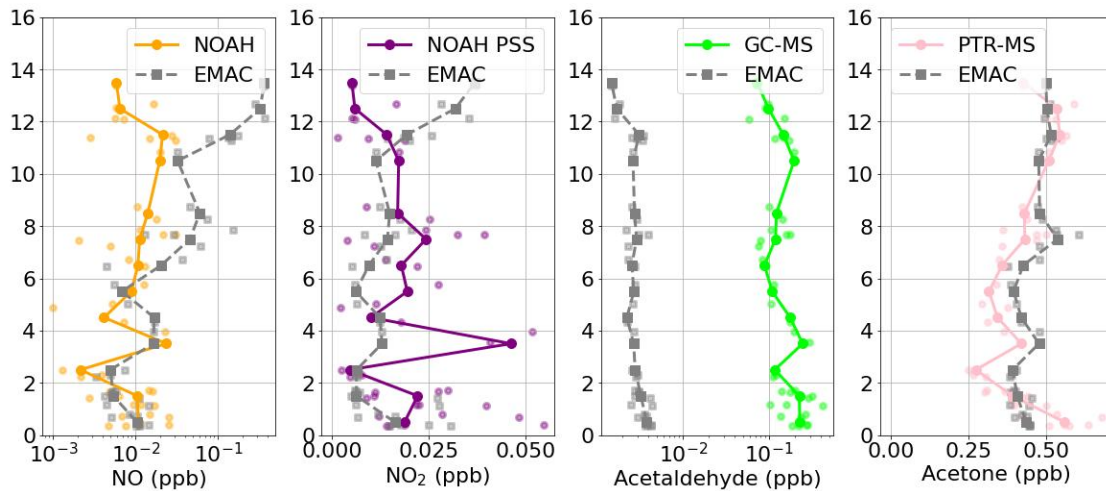 16 16 16 16
NOAH NOAH PSS GC-MS PTR-MS
EMAC EMAC EMAC EMAC
14 14 14 14
12 12 12 12
10 10 10 10
8 8 8 8
6 6 6 6
4 4 4 4
2 2 2 2
0 0 0 0
10⁻³ 10⁻² 10⁻¹ 0.000 0.025 0.050 10⁻² 10⁻¹ 0.00 0.50
NO (ppb) NO₂ (ppb) Acetaldehyde (ppb) Acetone (ppb)